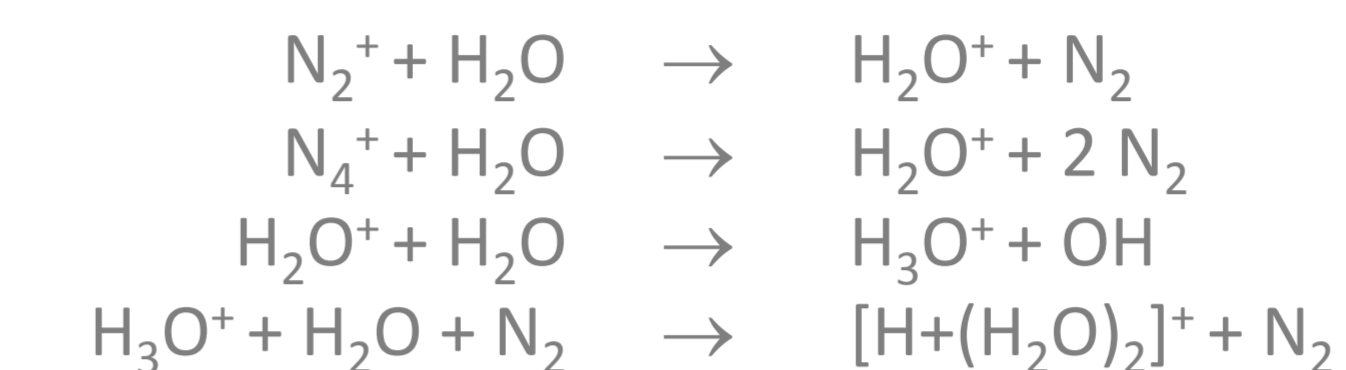 N₂⁺ + H₂O → H₂O⁺ + N₂
N₄⁺ + H₂O → H₂O⁺ + 2 N₂
H₂O⁺ + H₂O → H₃O⁺ + OH
H₃O⁺ + H₂O + N₂ → [H+(H₂O)₂]⁺ + N₂